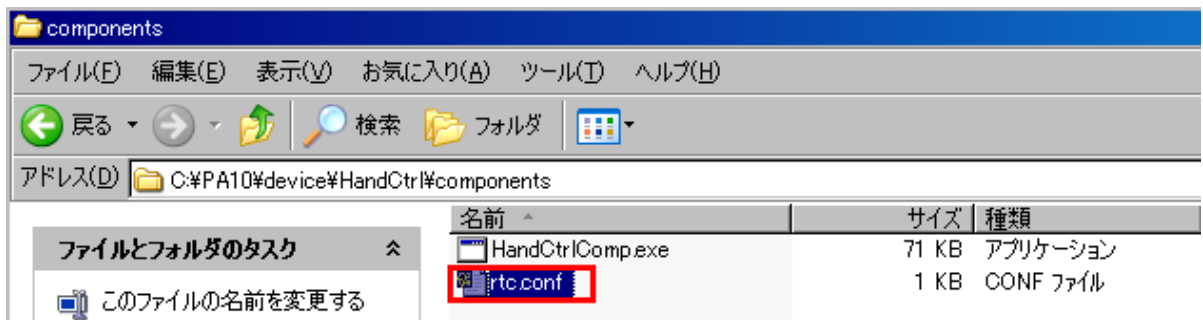 components
ファイル(F) 編集(E) 表示(V) お気に入り(A) ツール(T) ヘルプ(H)
戻る 検索 フォルダ
アドレス(D) C:¥PA10¥device¥HandCtrl¥components
名前 サイズ 種類
ファイルとフォルダのタスク
HandCtrlComp.exe 71 KB アプリケーション
rtc.conf 1 KB CONF ファイル
このファイルの名前を変更する